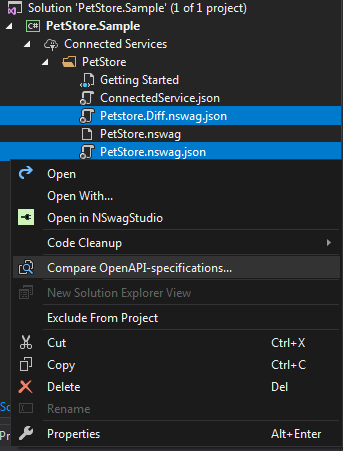 Solution 'PetStore.Sample' (1 of 1 project)
C# PetStore.Sample
Connected Services
PetStore
Getting Started
ConnectedService.json
Petstore.Diff.nswag.json
PetStore.nswag
PetStore.nswag.json
Open
Open With...
Open in NSwagStudio
Code Cleanup
Compare OpenAPI-specifications...
New Solution Explorer View
Exclude From Project
Cut Ctrl+X
Copy Ctrl+C
Delete Del
So
Rename
Pr
Properties Alt+Enter